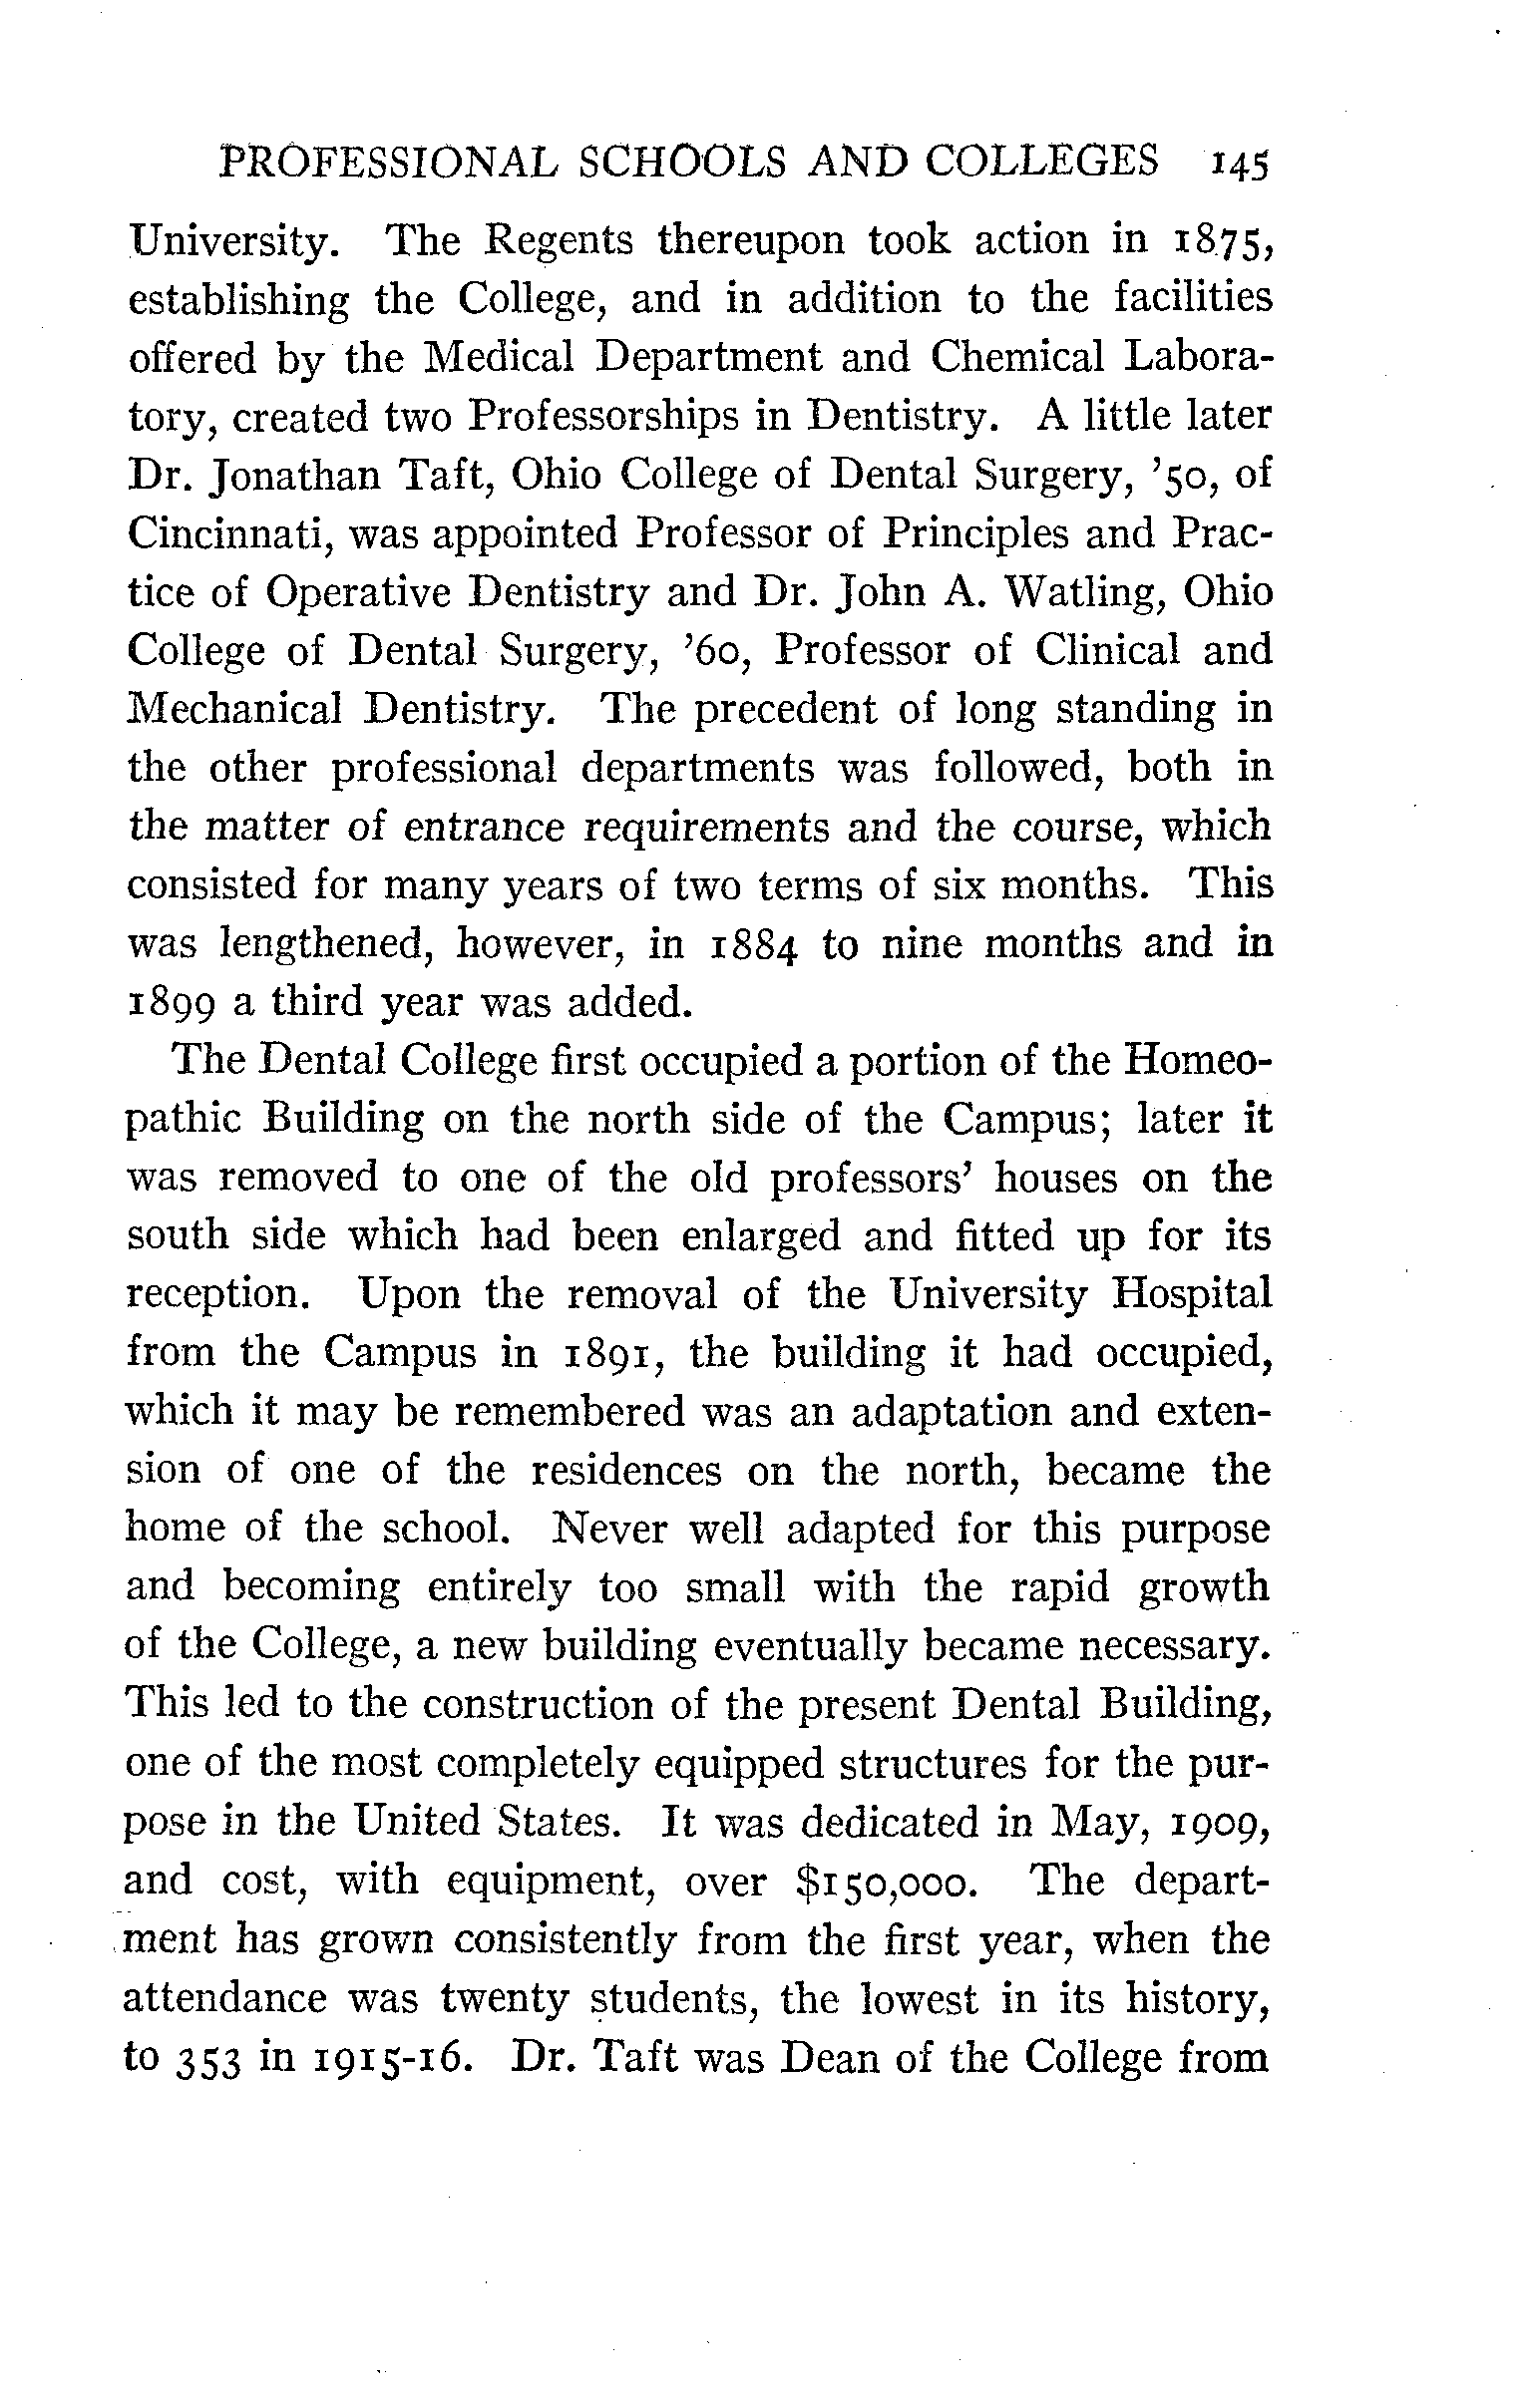 PROFESSIONAL SCHOOLS AND COLLEGES 145
University. The Regents thereupon took action in 1875,
establishing the College, and in addition to the facilities
offered by the Medical Department and Chemical Labora-
tory, created two Professorships in Dentistry. A little later
Dr. Jonathan Taft, Ohio College of Dental Surgery, ’50, of
Cincinnati, was appointed Professor of Principles and Prac-
tice of Operative Dentistry and Dr. John A. Watling, Ohio
College of Dental Surgery, ’60, Professor of Clinical and
Mechanical Dentistry. The precedent of long standing in
the other professional departments was followed, both in
the matter of entrance requirements and the course, which
consisted for many years of two terms of six months. This
was lengthened, however, in 1884 to nine months and in
1899 a third year was added.
The Dental College first occupied a portion of the Homeo-
pathic Building on the north side of the Campus; later it
was removed to one of the old professors’ houses on the
south side which had been enlarged and fitted up for its
reception. Upon the removal of the University Hospital
from the Campus in 1891, the building it had occupied,
which it may be remembered was an adaptation and exten-
sion of one of the residences on the north, became the
home of the school. Never well adapted for this purpose
and becoming entirely too small with the rapid growth
of the College, a new building eventually became necessary.
This led to the construction of the present Dental Building,
one of the most completely equipped structures for the pur-
pose in the United States. It was dedicated in May, 1909,
and cost, with equipment, over $150,000. The depart-
ment has grown consistently from the first year, when the
attendance was twenty students, the lowest in its history,
to 353 in 1915-16. Dr. Taft was Dean of the College from